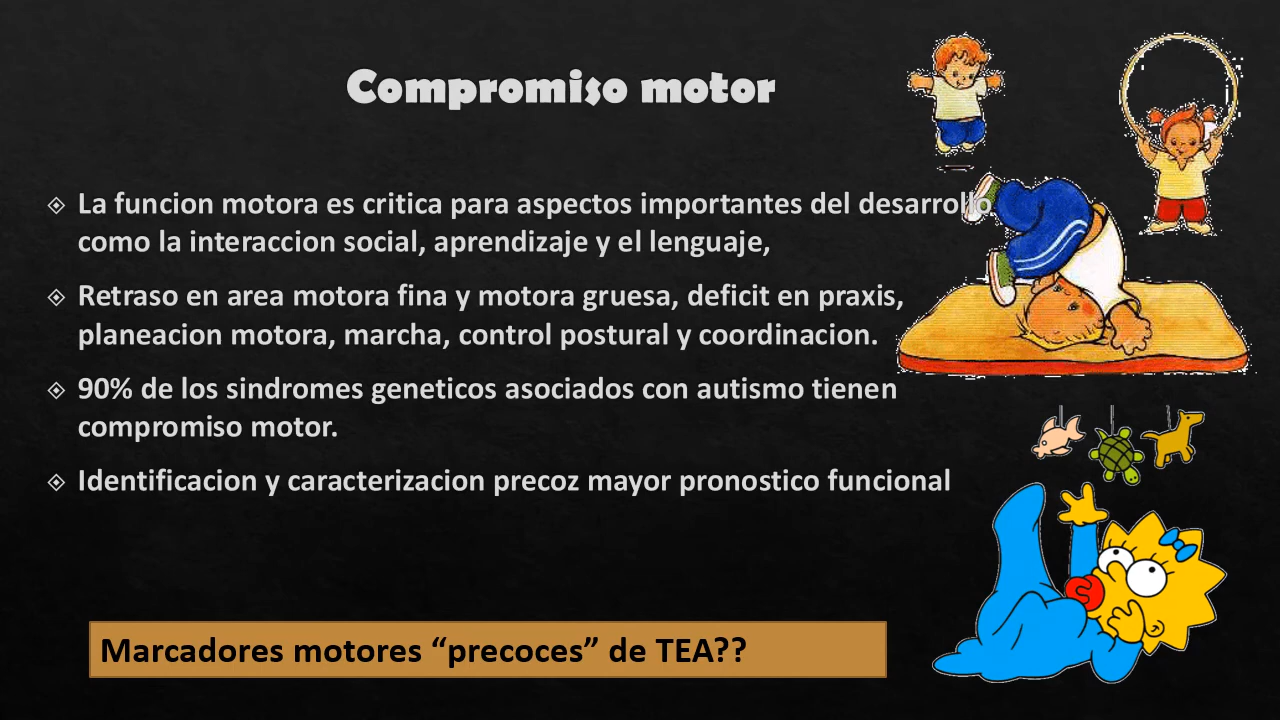 Compromiso motor
La funcion motora es critica para aspectos importantes del desarrollo
como la interaccion social, aprendizaje y el lenguaje,
Retraso en area motora fina y motora gruesa, deficit en praxis,
planeacion motora, marcha, control postural y coordinacion.
90% de los sindromes geneticos asociados con autismo tienen
compromiso motor.
Identificacion y caracterizacion precoz mayor pronostico funcional
Marcadores motores “precoces” de TEA??